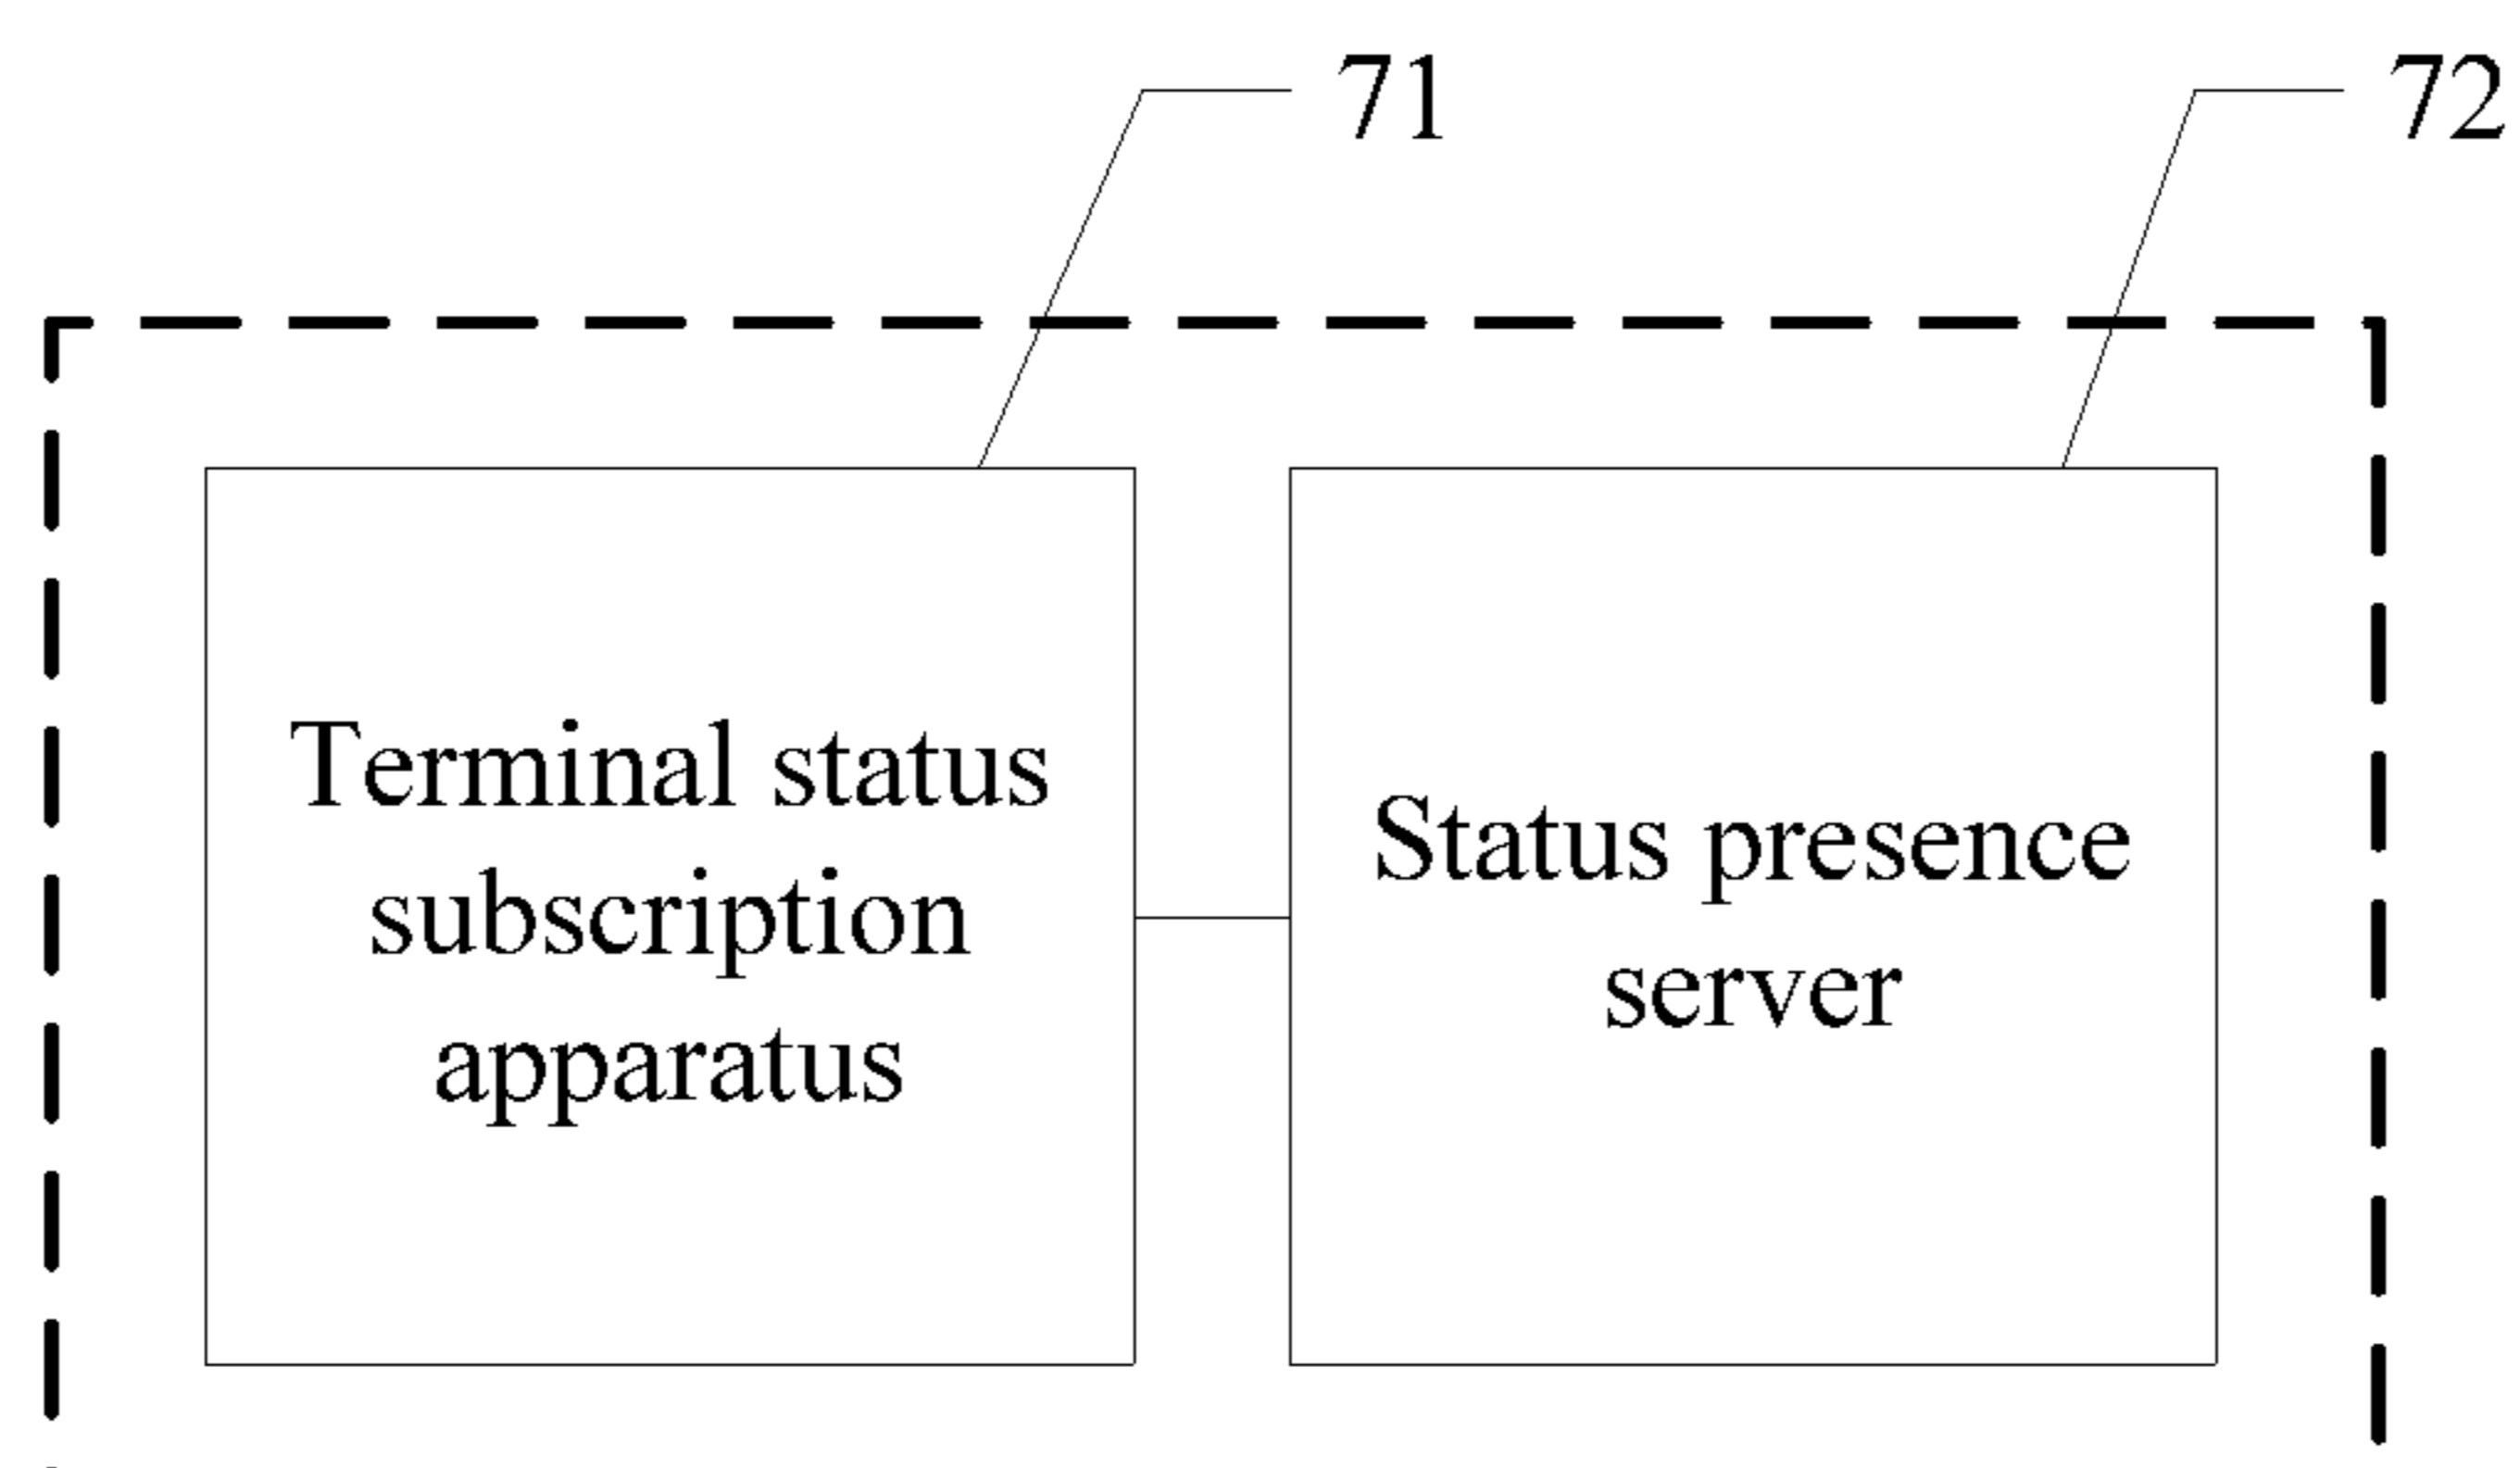 71
72
Terminal status
subscription
apparatus
Status presence
server